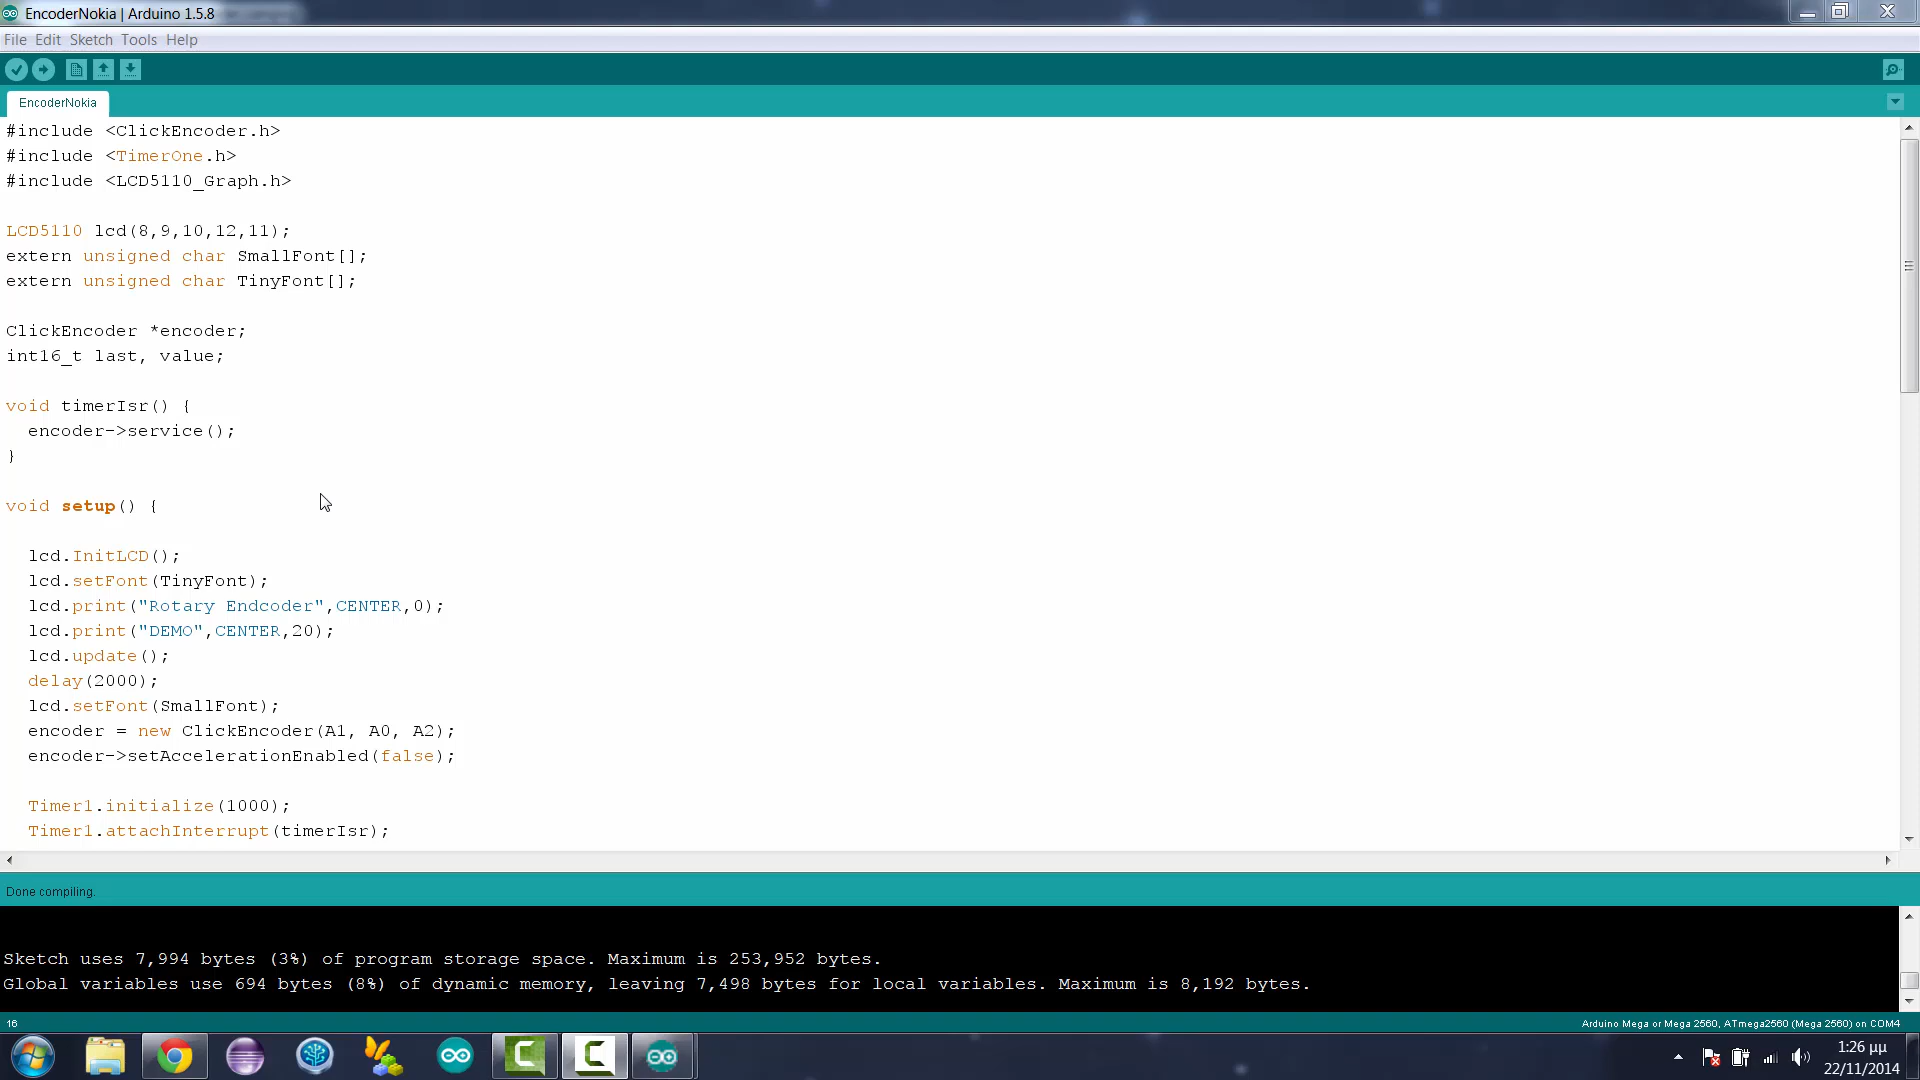 EncoderNokia | Arduino 1.5.8
File Edit Sketch Tools Help
EncoderNokia
#include <ClickEncoder.h>
#include <TimerOne.h>
#include <LCD5110_Graph.h>
LCD5110 lcd(8,9,10,12,11);
extern unsigned char SmallFont[];
extern unsigned char TinyFont[];
ClickEncoder *encoder;
int16_t last, value;
void timerIsr() {
encoder->service();
}
void setup() {
lcd.InitLCD();
lcd.setFont(TinyFont);
lcd.print("Rotary Endcoder",CENTER,0);
lcd.print("DEMO",CENTER,20);
lcd.update();
delay(2000);
lcd.setFont(SmallFont);
encoder = new ClickEncoder(A1, A0, A2);
encoder->setAccelerationEnabled(false);
Timer1.initialize(1000);
Timer1.attachInterrupt(timerIsr);
Done compiling.
Sketch uses 7,994 bytes (3%) of program storage space. Maximum is 253,952 bytes.
Global variables use 694 bytes (8%) of dynamic memory, leaving 7,498 bytes for local variables. Maximum is 8,192 bytes.
16
Arduino Mega or Mega 2560, ATmega2560 (Mega 2560) on COM4
1:26 μμ
22/11/2014